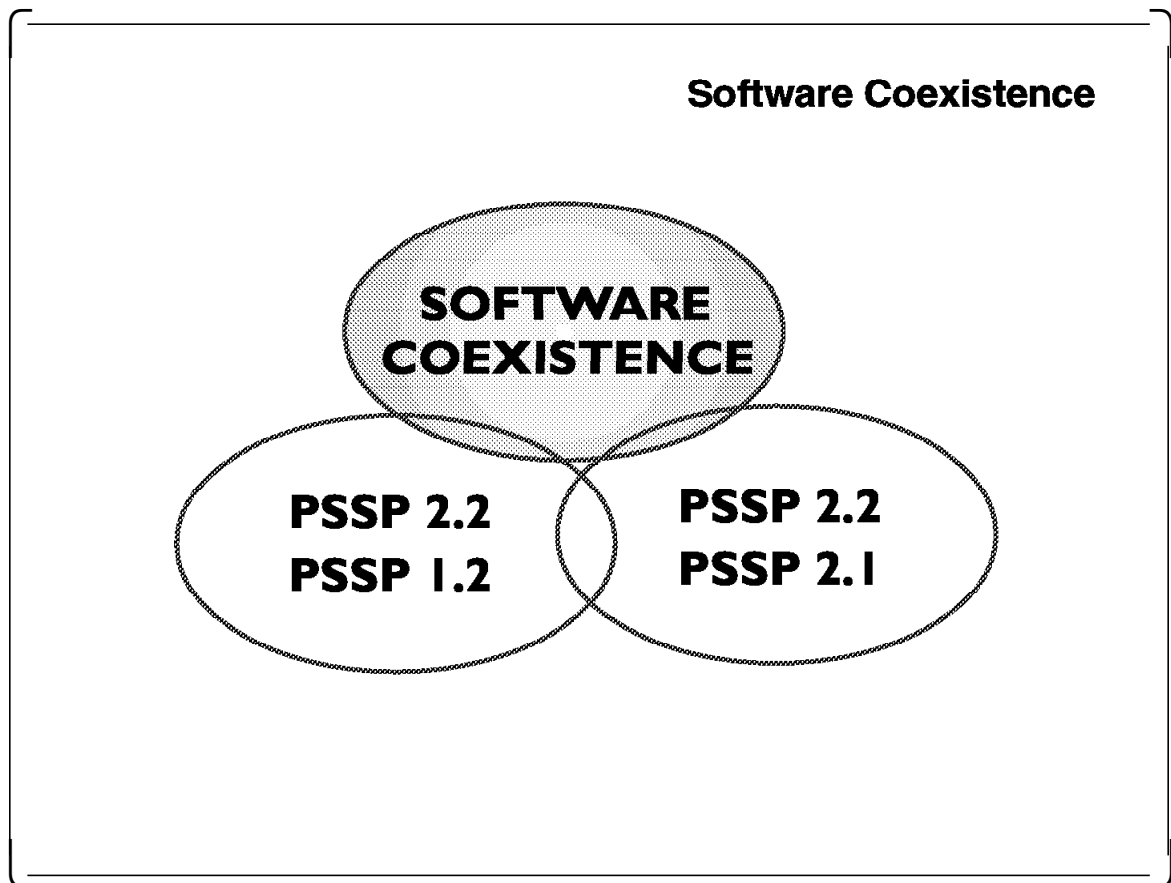 Software Coexistence
SOFTWARE
COEXISTENCE
PSSP 2.2
PSSP 1.2
PSSP 2.2
PSSP 2.1